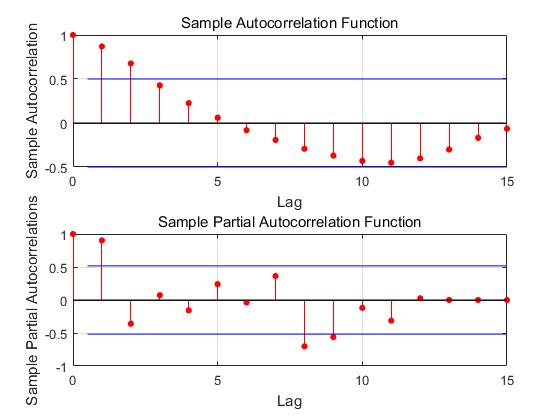 Sample Autocorrelation Function
Sample Autocorrelation
1
0.5
0
-0.5
0 5 10 15
Lag
Sample Partial Autocorrelation Function
Sample Partial Autocorrelations
1
0.5
0
-0.5
-1
0 5 10 15
Lag